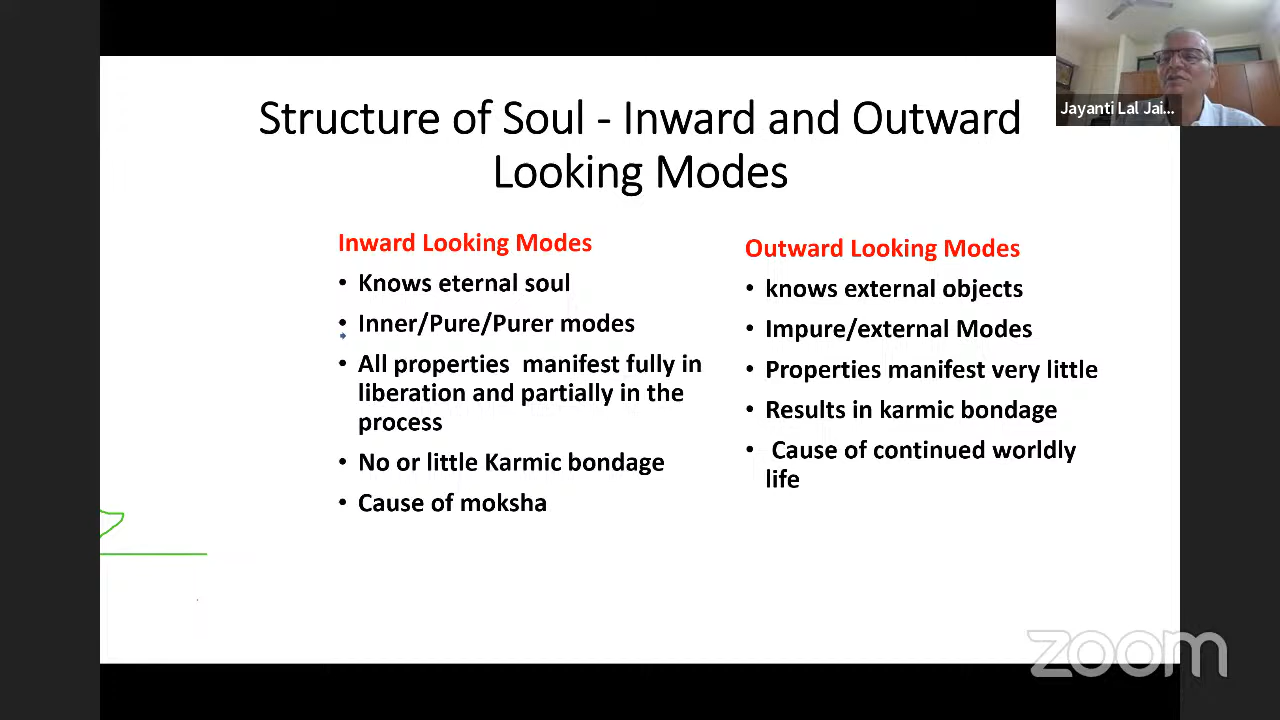 Structure of Soul - Inward and Outward
Looking Modes
Jayanti Lal Jai...
Inward Looking Modes
• Knows eternal soul
• Inner/Pure/Purer modes
• All properties manifest fully in
liberation and partially in the
process
• No or little Karmic bondage
• Cause of moksha
Outward Looking Modes
• knows external objects
• Impure/external Modes
• Properties manifest very little
• Results in karmic bondage
• Cause of continued worldly
life
zoom